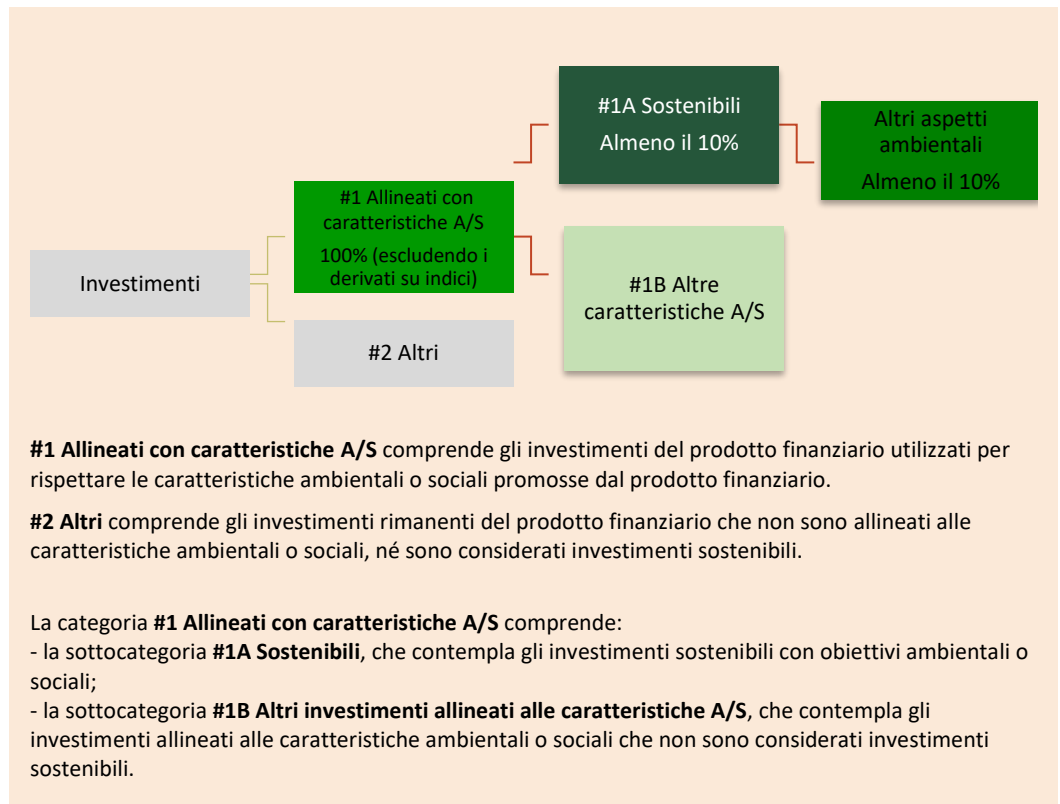 #1A Sostenibili
Almeno il 10%
Altri aspetti
ambientali
Almeno il 10%
#1 Allineati con
caratteristiche A/S
100% (escludendo i
derivati su indici)
Investimenti
#1B Altre
caratteristiche A/S
#2 Altri
#1 Allineati con caratteristiche A/S comprende gli investimenti del prodotto finanziario utilizzati per
rispettare le caratteristiche ambientali o sociali promosse dal prodotto finanziario.
#2 Altri comprende gli investimenti rimanenti del prodotto finanziario che non sono allineati alle
caratteristiche ambientali o sociali, né sono considerati investimenti sostenibili.
La categoria #1 Allineati con caratteristiche A/S comprende:
- la sottocategoria #1A Sostenibili, che contempla gli investimenti sostenibili con obiettivi ambientali o
sociali;
- la sottocategoria #1B Altri investimenti allineati alle caratteristiche A/S, che contempla gli
investimenti allineati alle caratteristiche ambientali o sociali che non sono considerati investimenti
sostenibili.